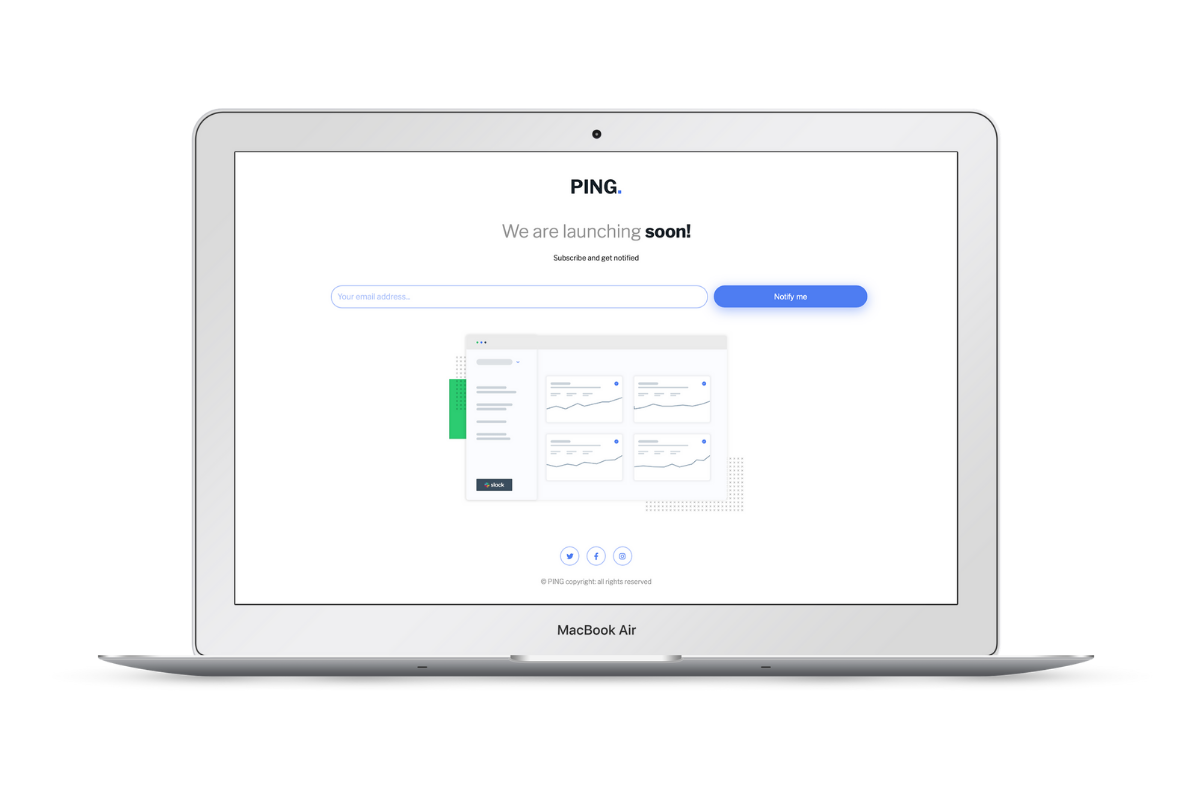 PING.
We are launching soon!
Subscribe and get notified
Your email address..
Notify me
slack
© PING copyright: all rights reserved
MacBook Air